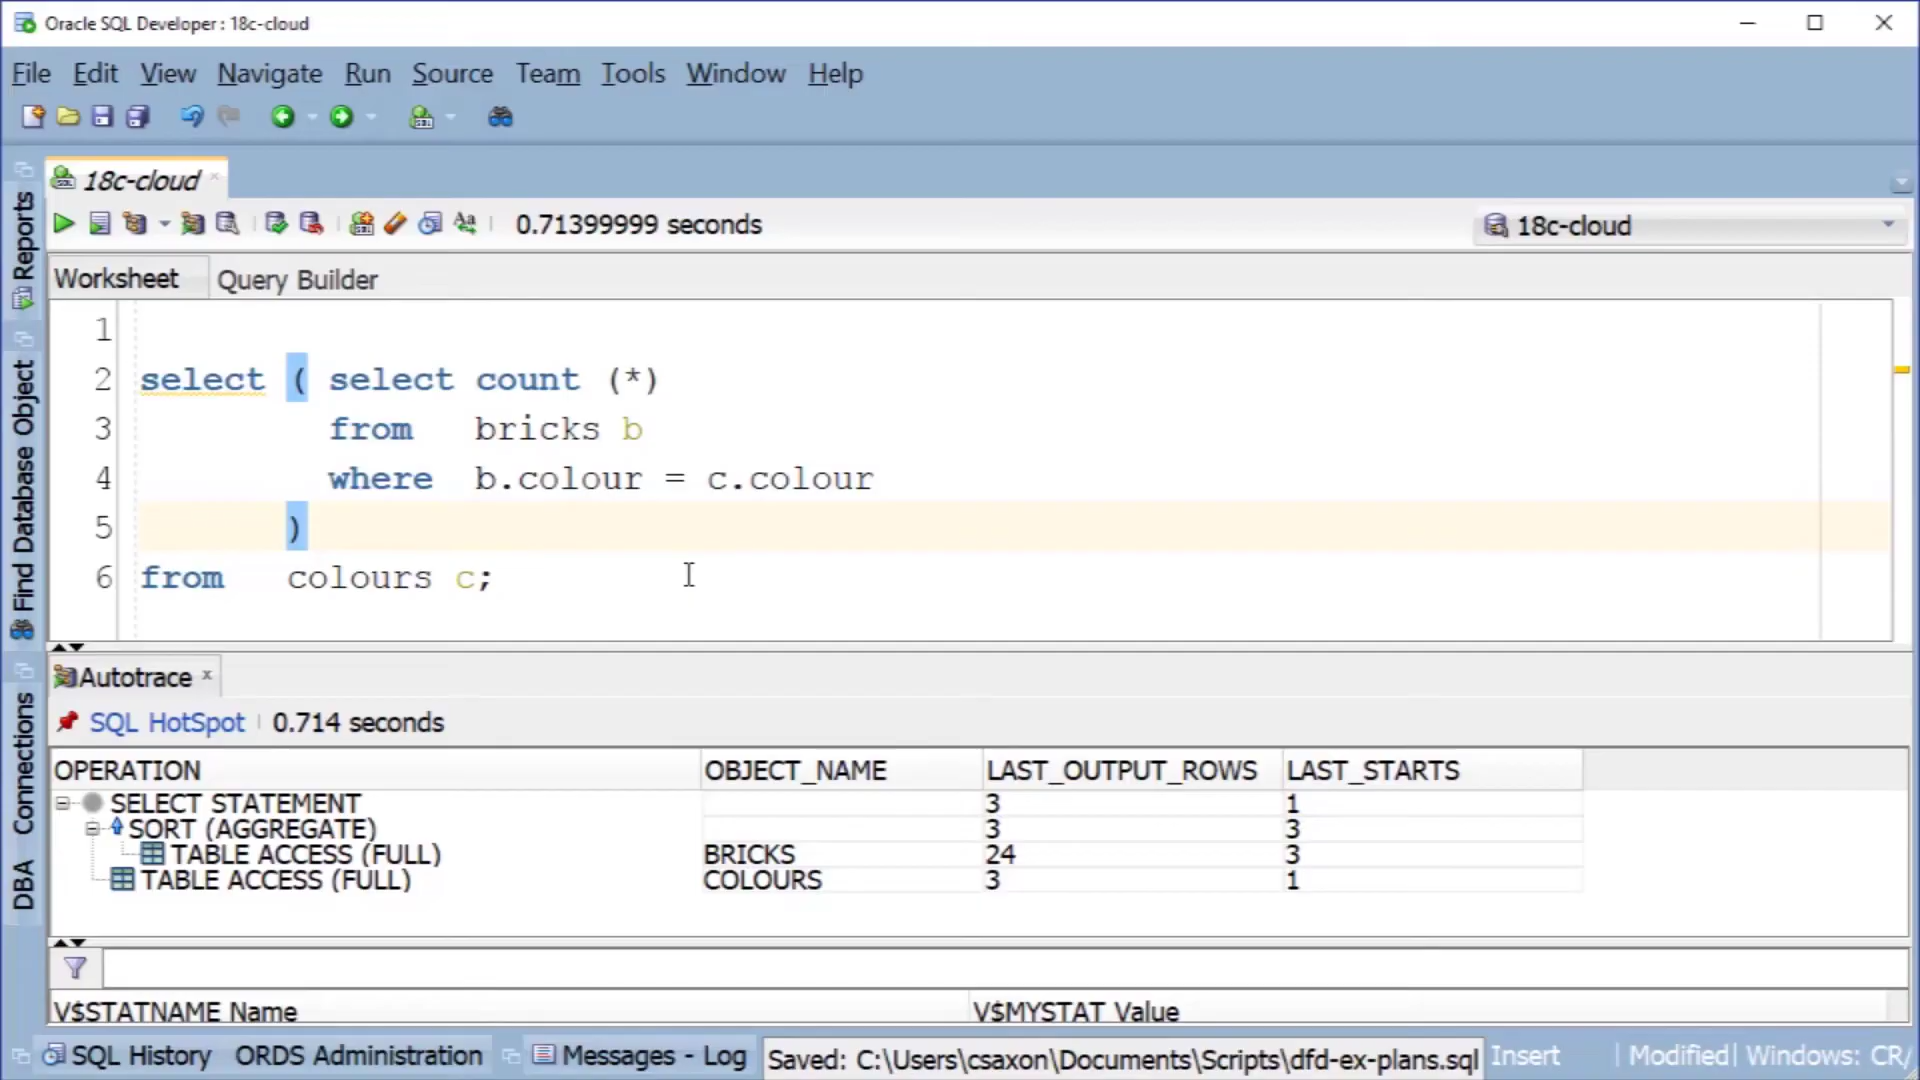 Oracle SQL Developer : 18c-cloud
File Edit View Navigate Run Source Team Tools Window Help
18c-cloud
0.71399999 seconds
18c-cloud
Worksheet Query Builder
1
2 select ( select count (*)
3 from bricks b
4 where b.colour = c.colour
5 )
6 from colours c;
Reports
Find Database Object
Connections
DBA
Autotrace
SQL HotSpot 0.714 seconds
OPERATION OBJECT_NAME LAST_OUTPUT_ROWS LAST_STARTS
SELECT STATEMENT 3 1
SORT (AGGREGATE) 3 3
TABLE ACCESS (FULL) BRICKS 24 3
TABLE ACCESS (FULL) COLOURS 3 1
V$STATNAME Name V$MYSTAT Value
SQL History ORDS Administration Messages - Log Saved: C:\Users\csaxon\Documents\Scripts\dfd-ex-plans.sql Insert Modified Windows: CR/